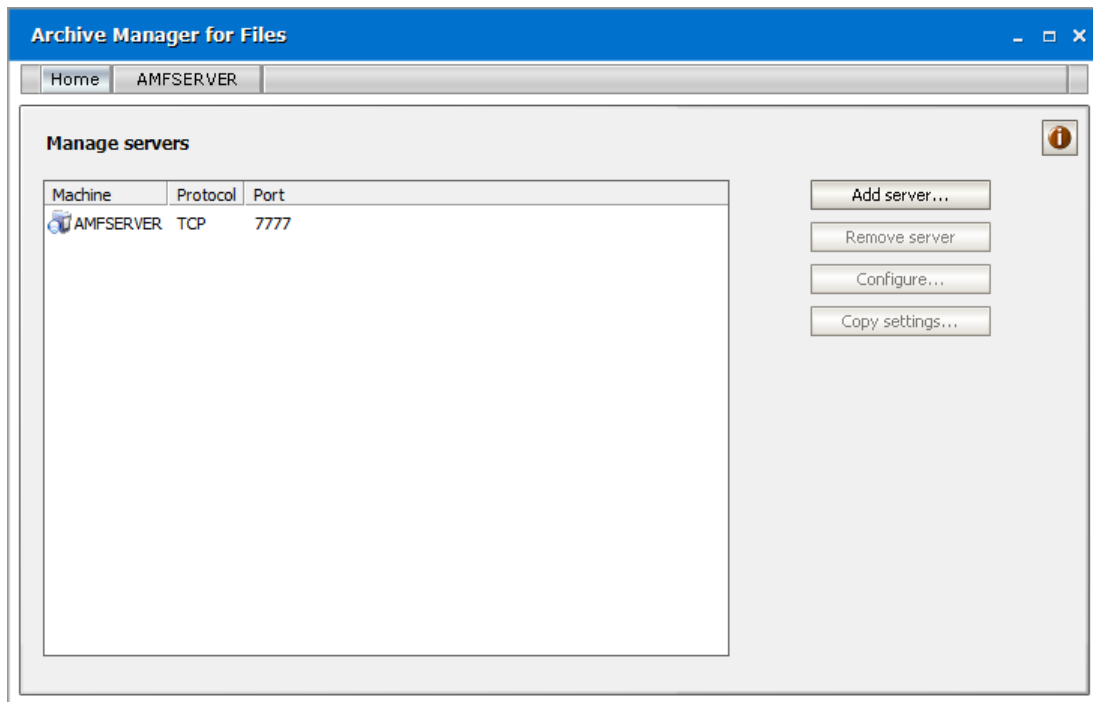 Archive Manager for Files
Home AMFSERVER
Manage servers
Machine Protocol Port
AMFSERVER TCP 7777
Add server...
Remove server
Configure...
Copy settings...